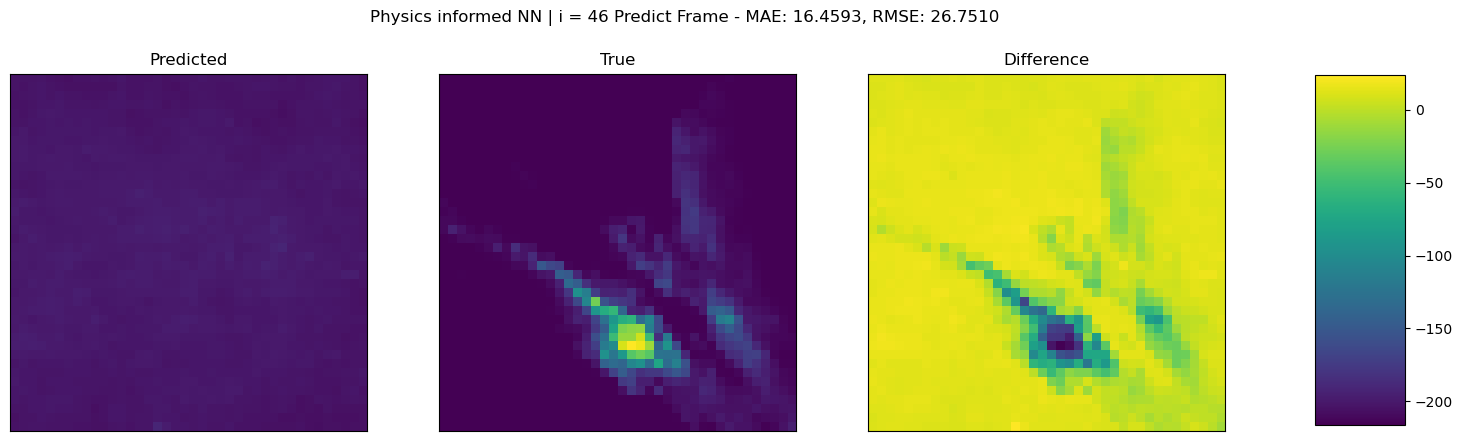 Physics informed NN | i = 46 Predict Frame - MAE: 16.4593, RMSE: 26.7510
Predicted
True
Difference
0
−50
−100
−150
−200